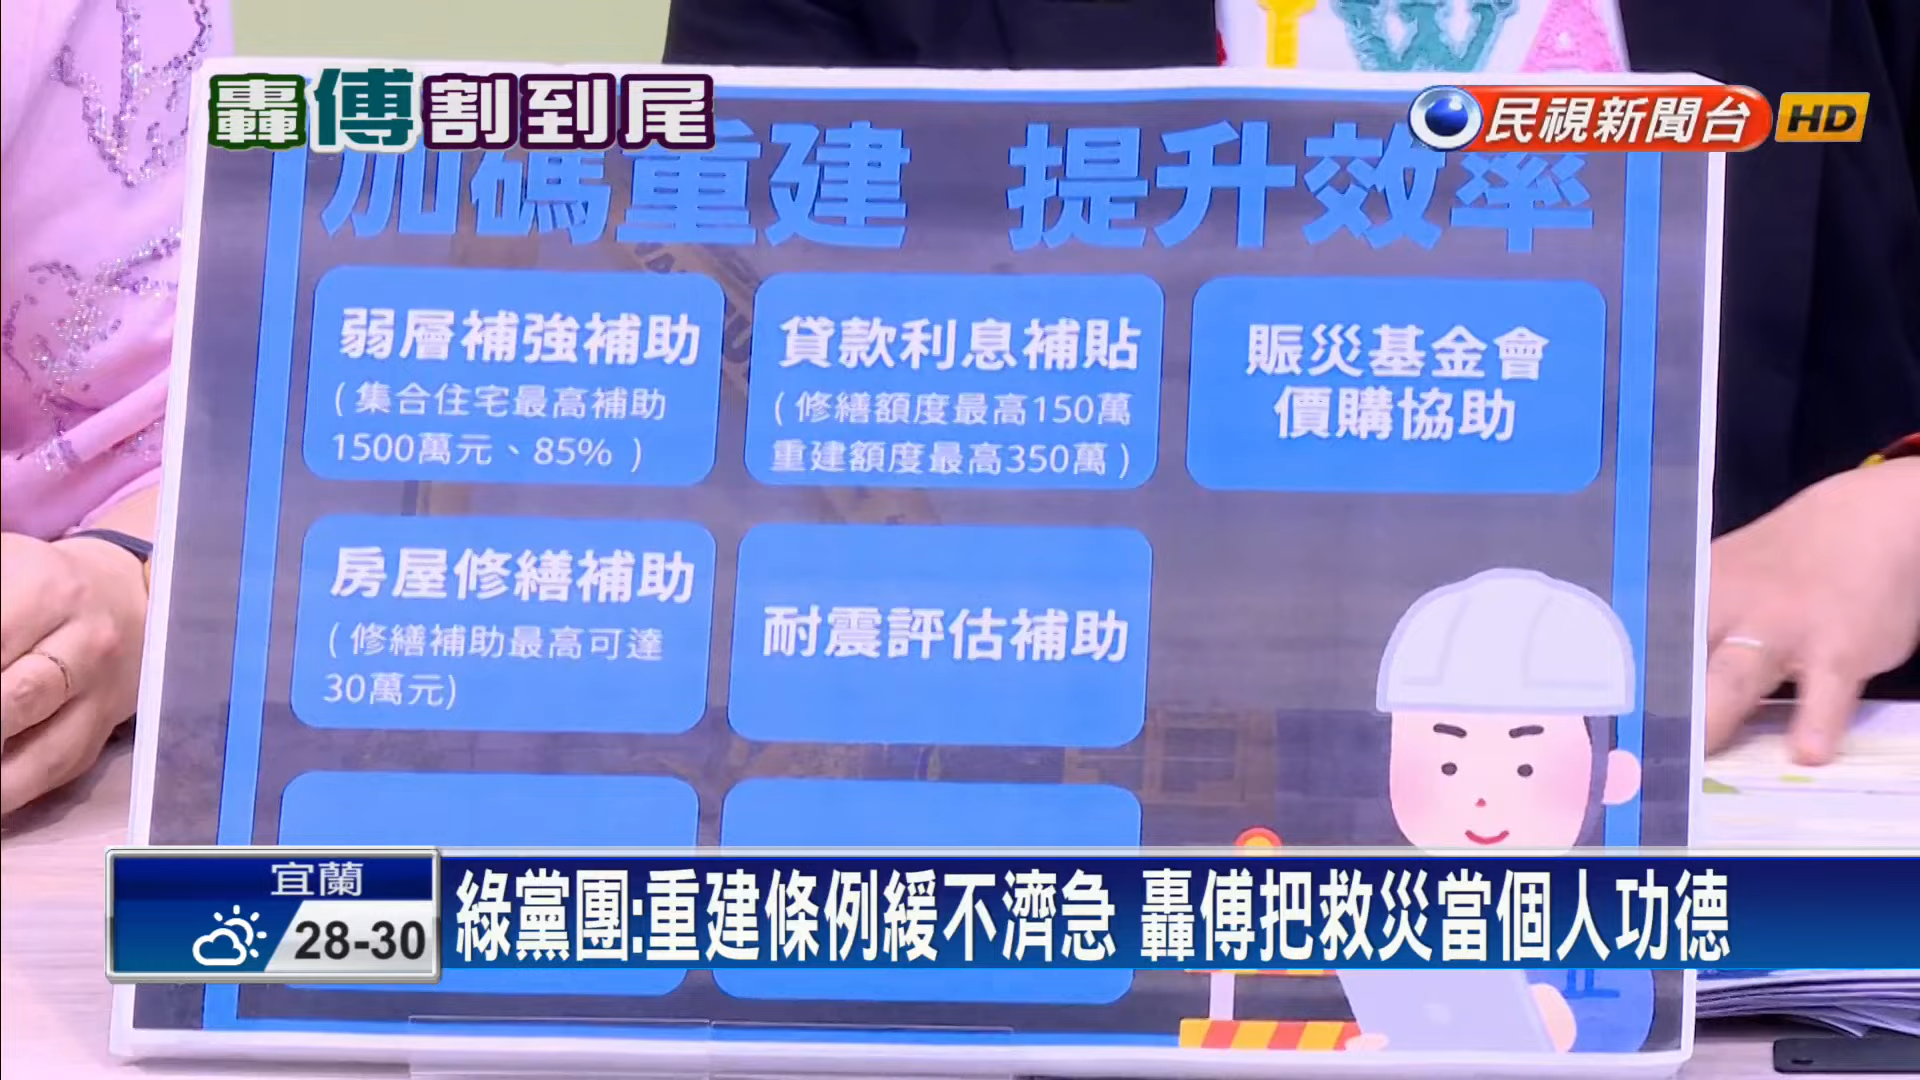 轟傅割到尾
民視新聞台 HD
加碼重建 提升效率
弱層補強補助
(集合住宅最高補助
1500萬元、85%)
貸款利息補貼
(修繕額度最高150萬
重建額度最高350萬)
賑災基金會
價購協助
房屋修繕補助
(修繕補助最高可達
30萬元)
耐震評估補助
宜蘭
28-30
綠黨團:重建條例緩不濟急 轟傅把救災當個人功德